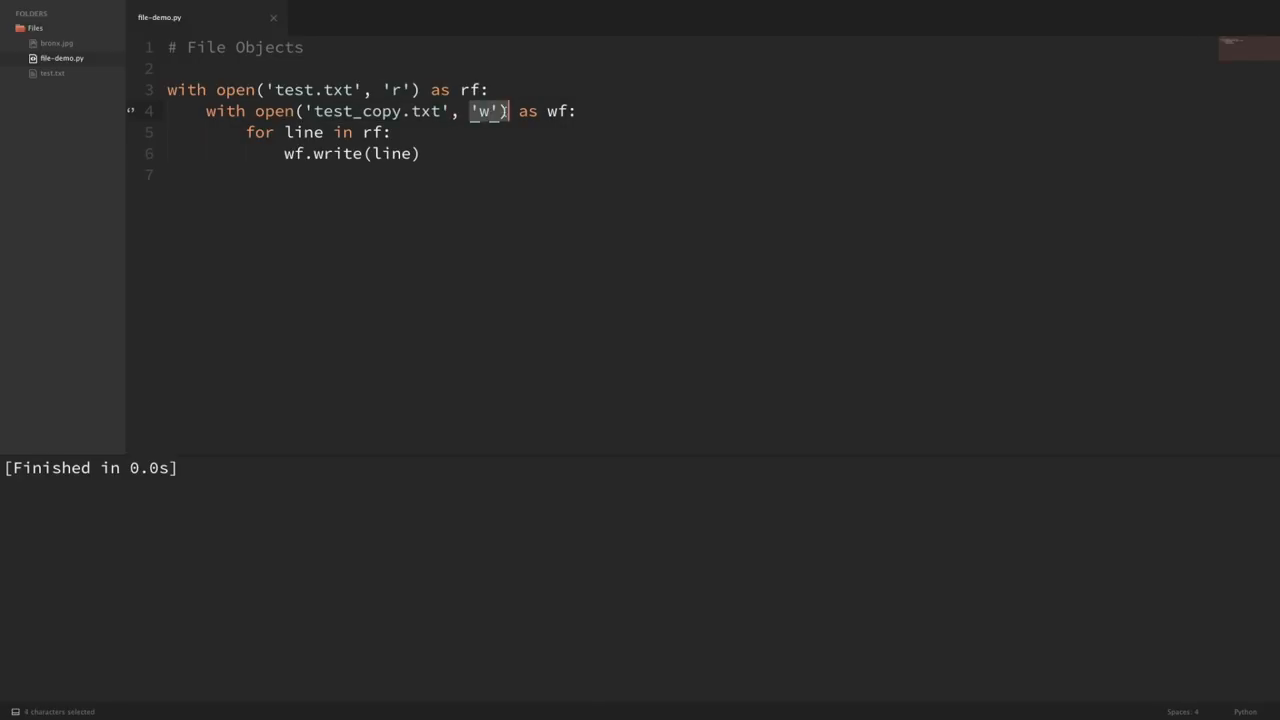 FOLDERS
Files
bronx.jpg
file-demo.py
test.txt
file-demo.py
1 # File Objects
2
3 with open('test.txt', 'r') as rf:
4 with open('test_copy.txt', 'w') as wf:
5 for line in rf:
6 wf.write(line)
7
[Finished in 0.0s]
4 characters selected
Spaces: 4
Python